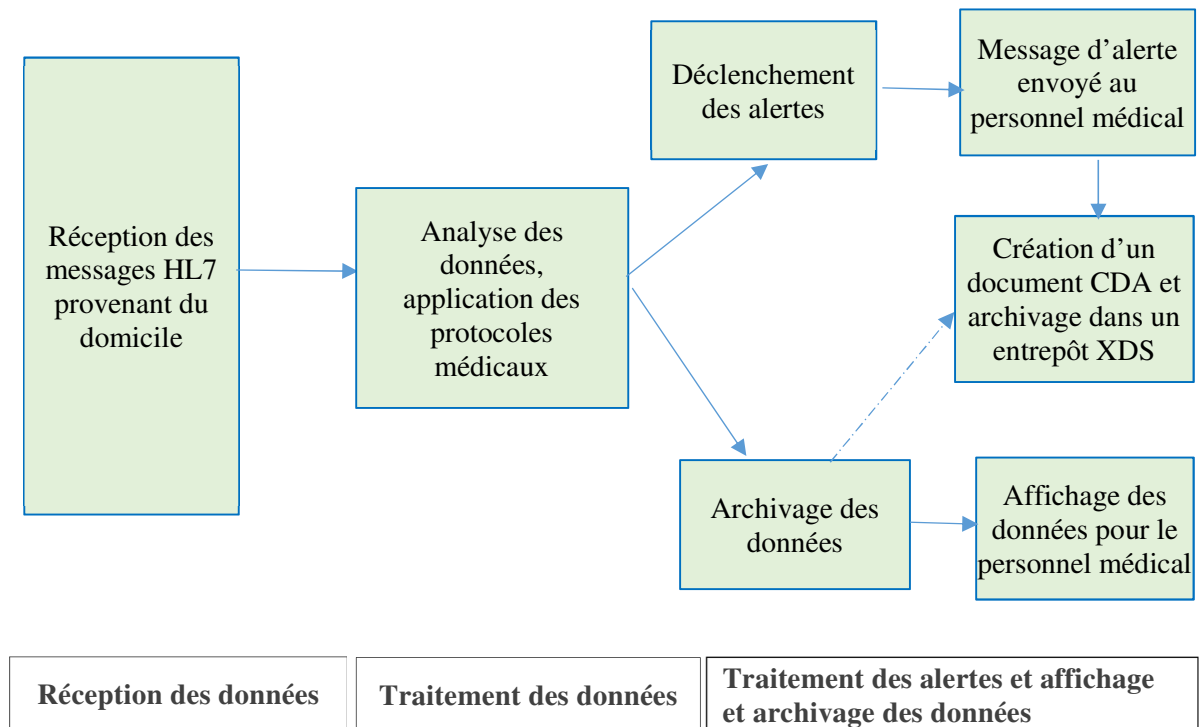 Réception des
messages HL7
provenant du
domicile
Analyse des
données,
application des
protocoles
médicaux
Déclenchement
des alertes
Message d’alerte
envoyé au
personnel médical
Création d’un
document CDA et
archivage dans un
entrepôt XDS
Archivage des
données
Affichage des
données pour le
personnel médical
Réception des données
Traitement des données
Traitement des alertes et affichage
et archivage des données